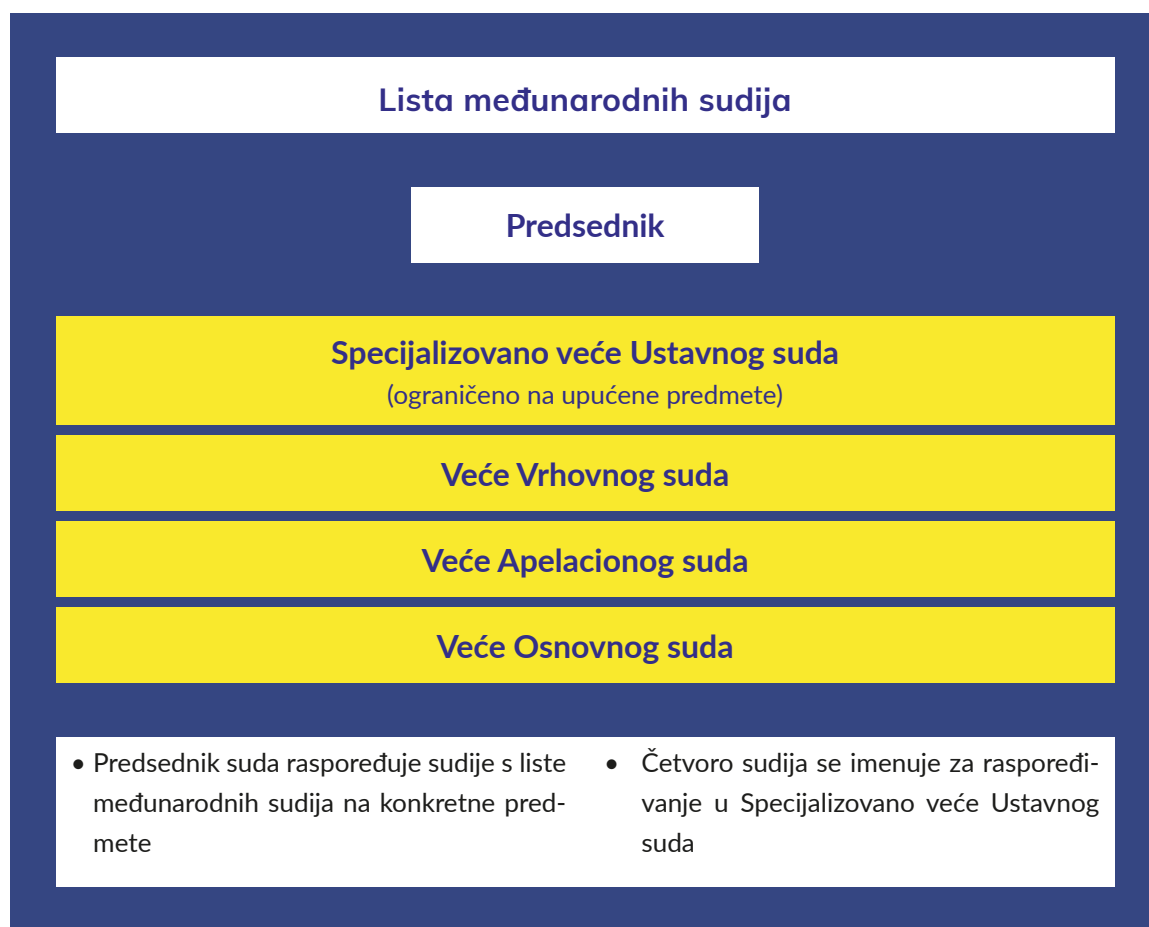 Lista međunarodnih sudija
Predsednik
Specijalizovano veće Ustavnog suda
(ograničeno na upućene predmete)
Veće Vrhovnog suda
Veće Apelacionog suda
Veće Osnovnog suda
• Predsednik suda raspoređuje sudije s liste
međunarodnih sudija na konkretne pred-
mete
• Četvoro sudija se imenuje za raspoređi-
vanje u Specijalizovano veće Ustavnog
suda